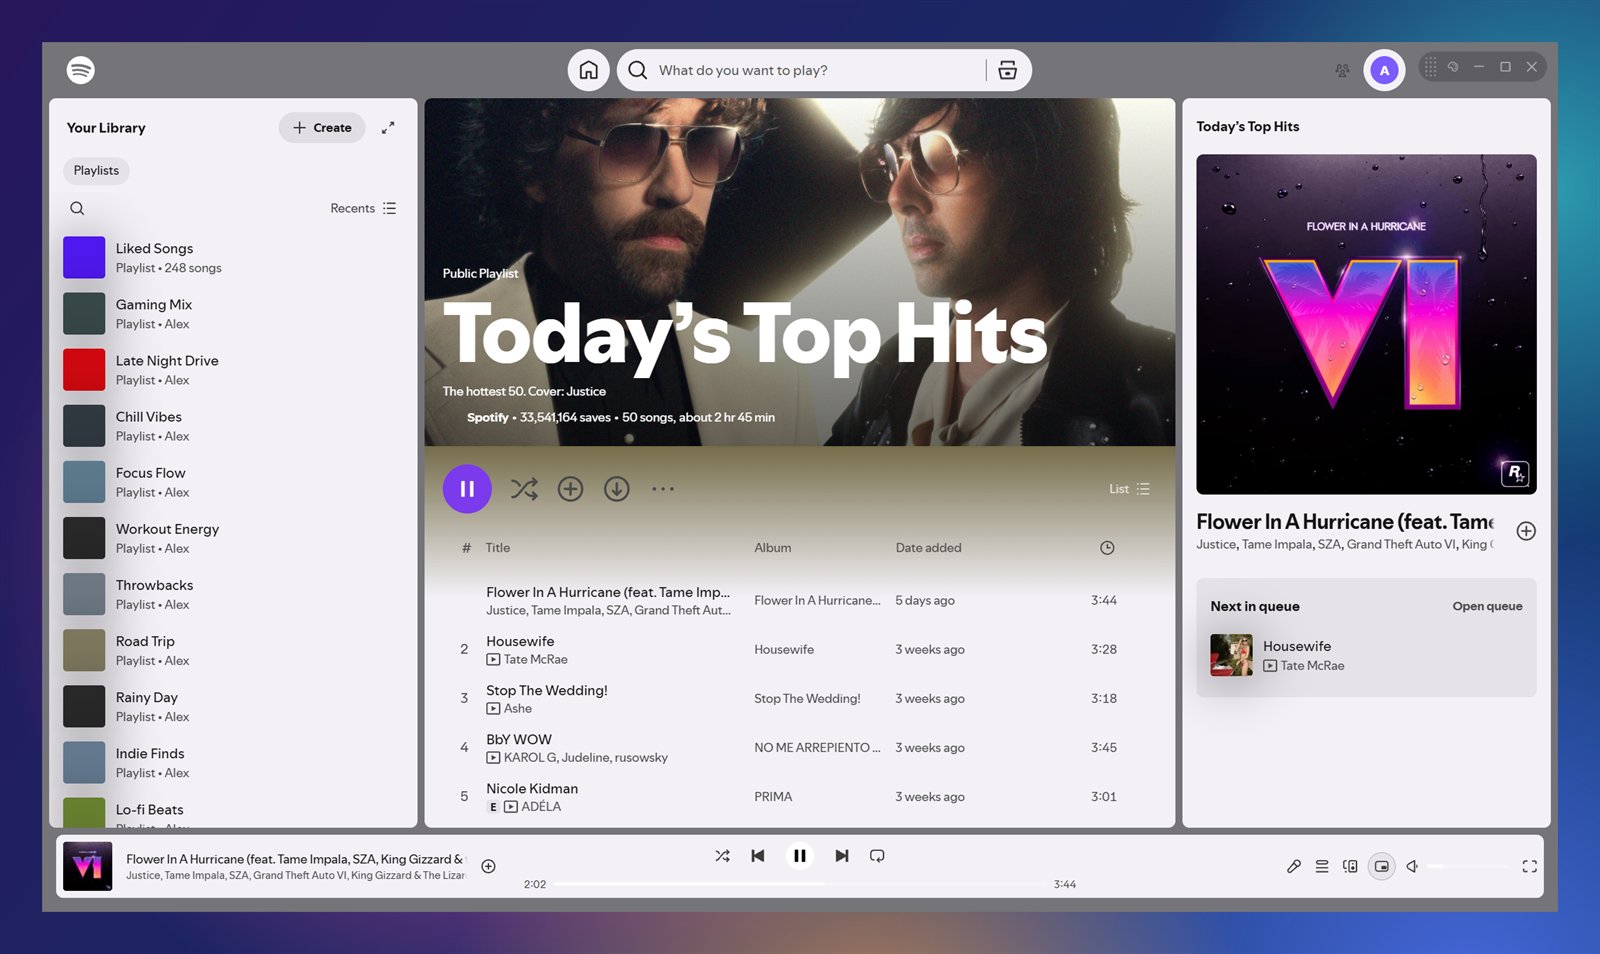 What do you want to play?
A
Your Library
Create
Playlists
Recents
Liked Songs
Playlist • 248 songs
Gaming Mix
Playlist • Alex
Late Night Drive
Playlist • Alex
Chill Vibes
Playlist • Alex
Focus Flow
Playlist • Alex
Workout Energy
Playlist • Alex
Throwbacks
Playlist • Alex
Road Trip
Playlist • Alex
Rainy Day
Playlist • Alex
Indie Finds
Playlist • Alex
Lo-fi Beats
Playlist • Alex
Public Playlist
Today's Top Hits
The hottest 50. Cover: Justice
Spotify • 33,541,164 saves • 50 songs, about 2 hr 45 min
List
# Title Album Date added
Flower In A Hurricane (feat. Tame Imp...
Justice, Tame Impala, SZA, Grand Theft Aut...
Flower In A Hurricane... 5 days ago 3:44
2 Housewife
Tate McRae
Housewife 3 weeks ago 3:28
3 Stop The Wedding!
Ashe
Stop The Wedding! 3 weeks ago 3:18
4 BbY WOW
KAROL G, Judeline, rusowsky
NO ME ARREPIENTO ... 3 weeks ago 3:45
5 Nicole Kidman
E ADÉLA
PRIMA 3 weeks ago 3:01
Today's Top Hits
FLOWER IN A HURRICANE
VI
R
Flower In A Hurricane (feat. Tame
Justice, Tame Impala, SZA, Grand Theft Auto VI, King
Next in queue
Open queue
Housewife
Tate McRae
VI
Flower In A Hurricane (feat. Tame Impala, SZA, King Gizzard &
Justice, Tame Impala, SZA, Grand Theft Auto VI, King Gizzard & The Lizar
2:02
3:44